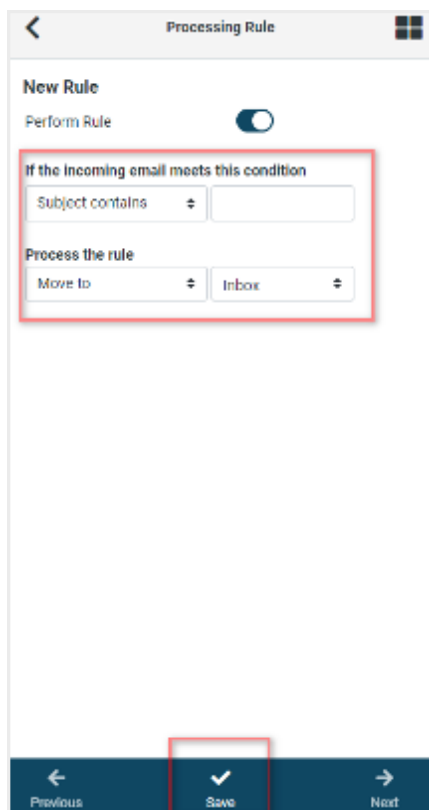 Processing Rule
New Rule
Perform Rule
If the incoming email meets this condition
Subject contains
Process the rule
Move to Inbox
Previous Save Next